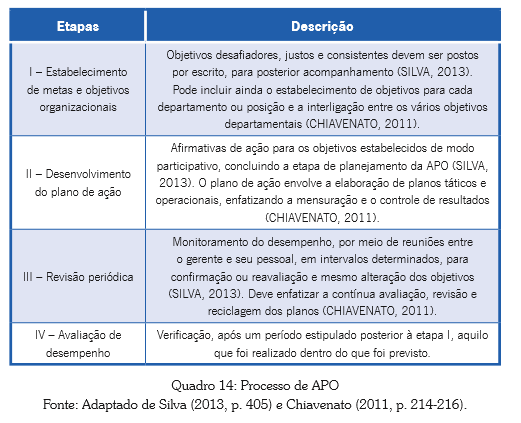 Etapas
Descrição
I – Estabelecimento
de metas e objetivos
organizacionais
Objetivos desafiadores, justos e consistentes devem ser postos
por escrito, para posterior acompanhamento (SILVA, 2013).
Pode incluir ainda o estabelecimento de objetivos para cada
departamento ou posição e a interligação entre os vários objetivos
departamentais (CHIAVENATO, 2011).
II – Desenvolvimento
do plano de ação
Afirmativas de ação para os objetivos estabelecidos de modo
participativo, concluindo a etapa de planejamento da APO (SILVA,
2013). O plano de ação envolve a elaboração de planos táticos e
operacionais, enfatizando a mensuração e o controle de resultados
(CHIAVENATO, 2011).
III – Revisão periódica
Monitoramento do desempenho, por meio de reuniões entre
o gerente e seu pessoal, em intervalos determinados, para
confirmação ou reavaliação e mesmo alteração dos objetivos
(SILVA, 2013). Deve enfatizar a contínua avaliação, revisão e
reciclagem dos planos (CHIAVENATO, 2011).
IV – Avaliação de
desempenho
Verificação, após um período estipulado posterior à etapa I, aquilo
que foi realizado dentro do que foi previsto.
Quadro 14: Processo de APO
Fonte: Adaptado de Silva (2013, p. 405) e Chiavenato (2011, p. 214-216).